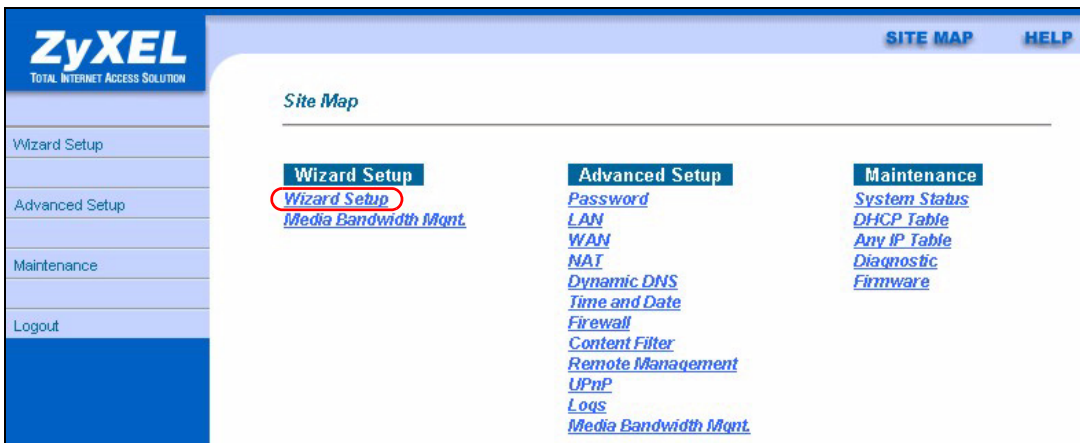 ZyXEL
TOTAL INTERNET ACCESS SOLUTION
SITE MAP
HELP
Wizard Setup
Advanced Setup
Maintenance
Logout
Site Map
Wizard Setup
Wizard Setup
Media Bandwidth Mgnt.
Advanced Setup
Password
LAN
WAN
NAT
Dynamic DNS
Time and Date
Firewall
Content Filter
Remote Management
UPnP
Logs
Media Bandwidth Mgnt.
Maintenance
System Status
DHCP Table
Any IP Table
Diagnostic
Firmware